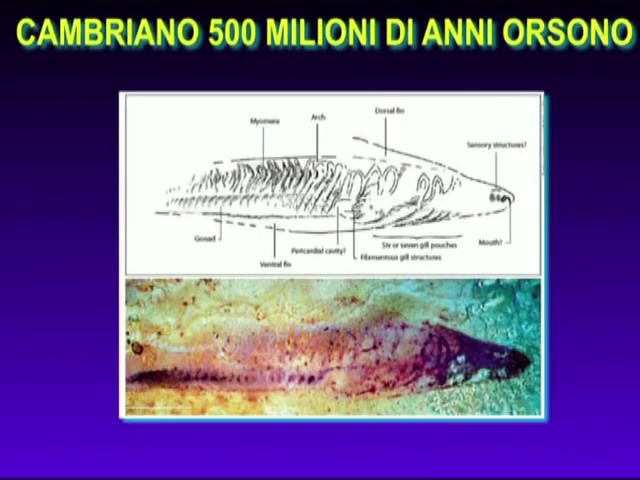 CAMBRIANO 500 MILIONI DI ANNI ORSONO
Dorsal fin
Myomere
Arch
Sensory structures?
Gonad
Ventral fin
Pericardial cavity?
Six or seven gill pouches
Filamentous gill structures
Mouth?